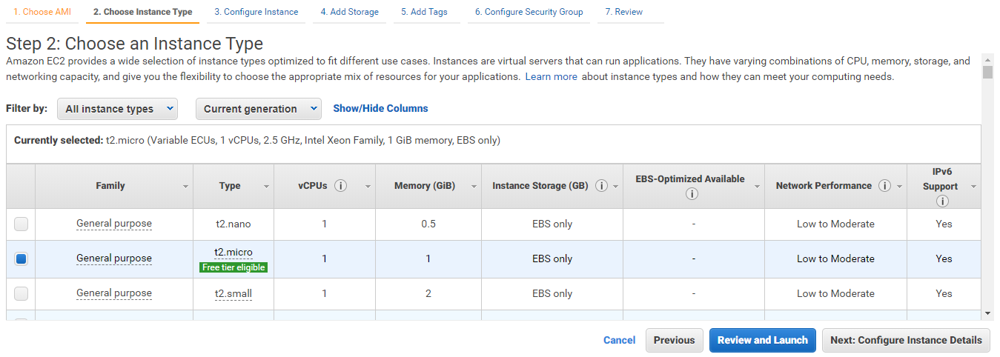 1. Choose AMI 2. Choose Instance Type 3. Configure Instance 4. Add Storage 5. Add Tags 6. Configure Security Group 7. Review
Step 2: Choose an Instance Type
Amazon EC2 provides a wide selection of instance types optimized to fit different use cases. Instances are virtual servers that can run applications. They have varying combinations of CPU, memory, storage, and
networking capacity, and give you the flexibility to choose the appropriate mix of resources for your applications. Learn more about instance types and how they can meet your computing needs.
Filter by: All instance types Current generation Show/Hide Columns
Currently selected: t2.micro (Variable ECUs, 1 vCPUs, 2.5 GHz, Intel Xeon Family, 1 GiB memory, EBS only)
Family Type vCPUs Memory (GiB) Instance Storage (GB) EBS-Optimized Available Network Performance IPv6 Support
General purpose t2.nano 1 0.5 EBS only - Low to Moderate Yes
General purpose t2.micro 1 1 EBS only - Low to Moderate Yes
Free tier eligible
General purpose t2.small 1 2 EBS only - Low to Moderate Yes
Cancel Previous Review and Launch Next: Configure Instance Details